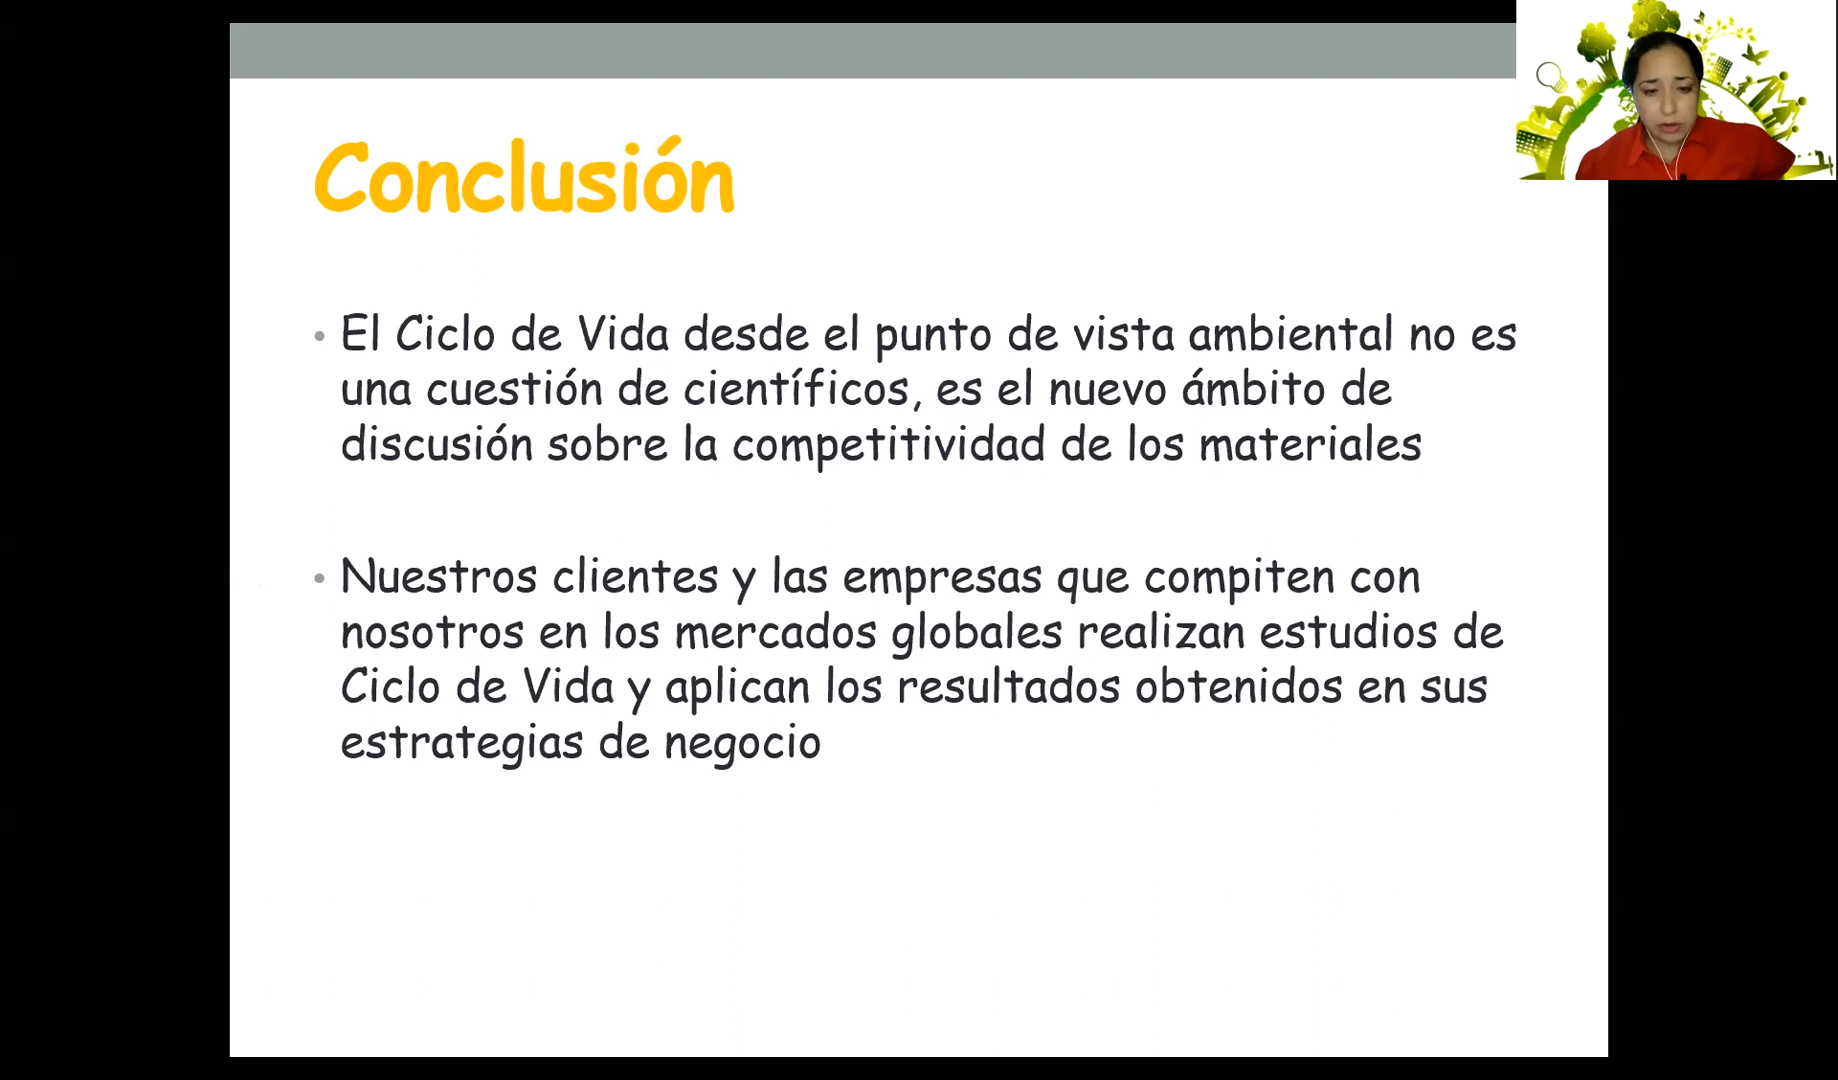 Conclusión
• El Ciclo de Vida desde el punto de vista ambiental no es
una cuestión de científicos, es el nuevo ámbito de
discusión sobre la competitividad de los materiales
• Nuestros clientes y las empresas que compiten con
nosotros en los mercados globales realizan estudios de
Ciclo de Vida y aplican los resultados obtenidos en sus
estrategias de negocio